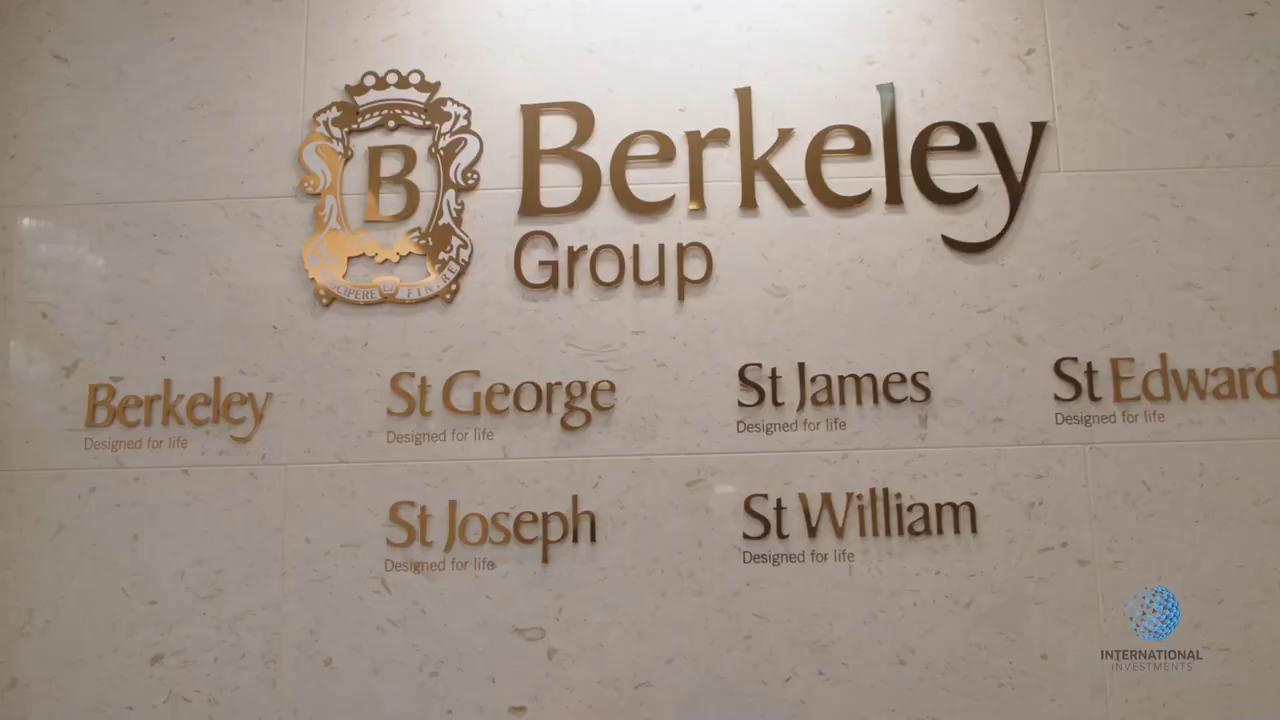 B
Berkeley
Group
Berkeley
Designed for life
St George
Designed for life
St James
Designed for life
St Edward
Designed for life
St Joseph
Designed for life
St William
Designed for life
INTERNATIONAL
INVESTMENTS